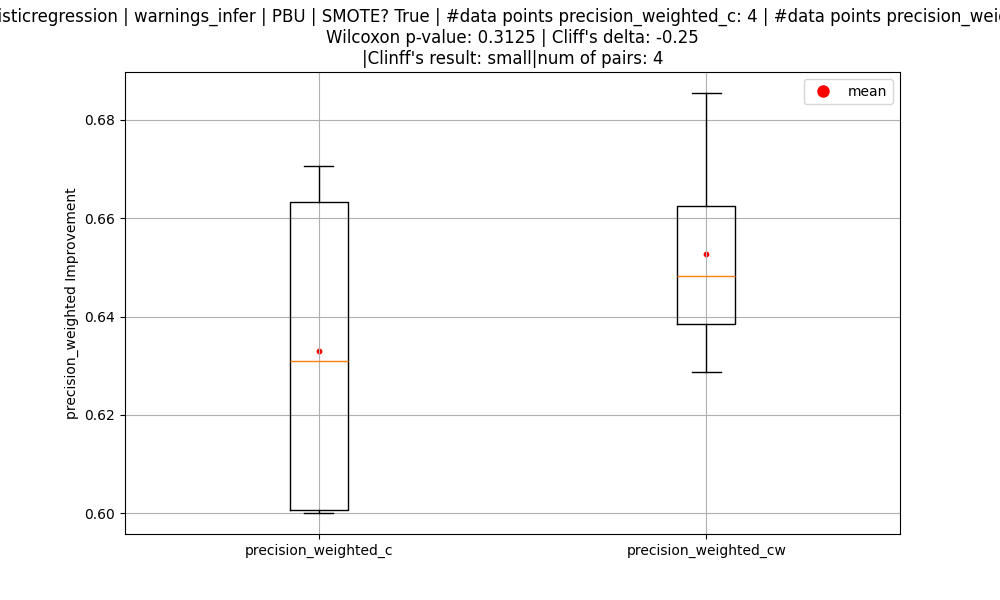 | warnings_infer | PBU | SMOTE? True | #data points precision_weighted_c: 4 | #data points
Wilcoxon p-value: 0.3125 | Cliff's delta: -0.25
|Clinff's result: small|num of pairs: 4
mean
0.68
0.66
0.64
0.62
0.60
precision_weighted Improvement
precision_weighted_c
precision_weighted_cw